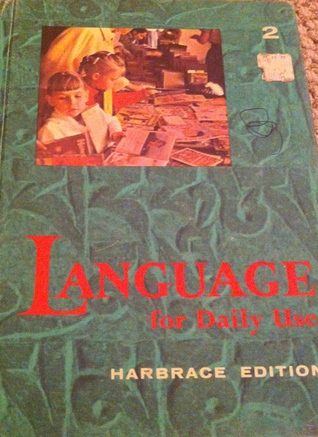 2
LANGUAGE
for Daily Use
HARBRACE EDITION